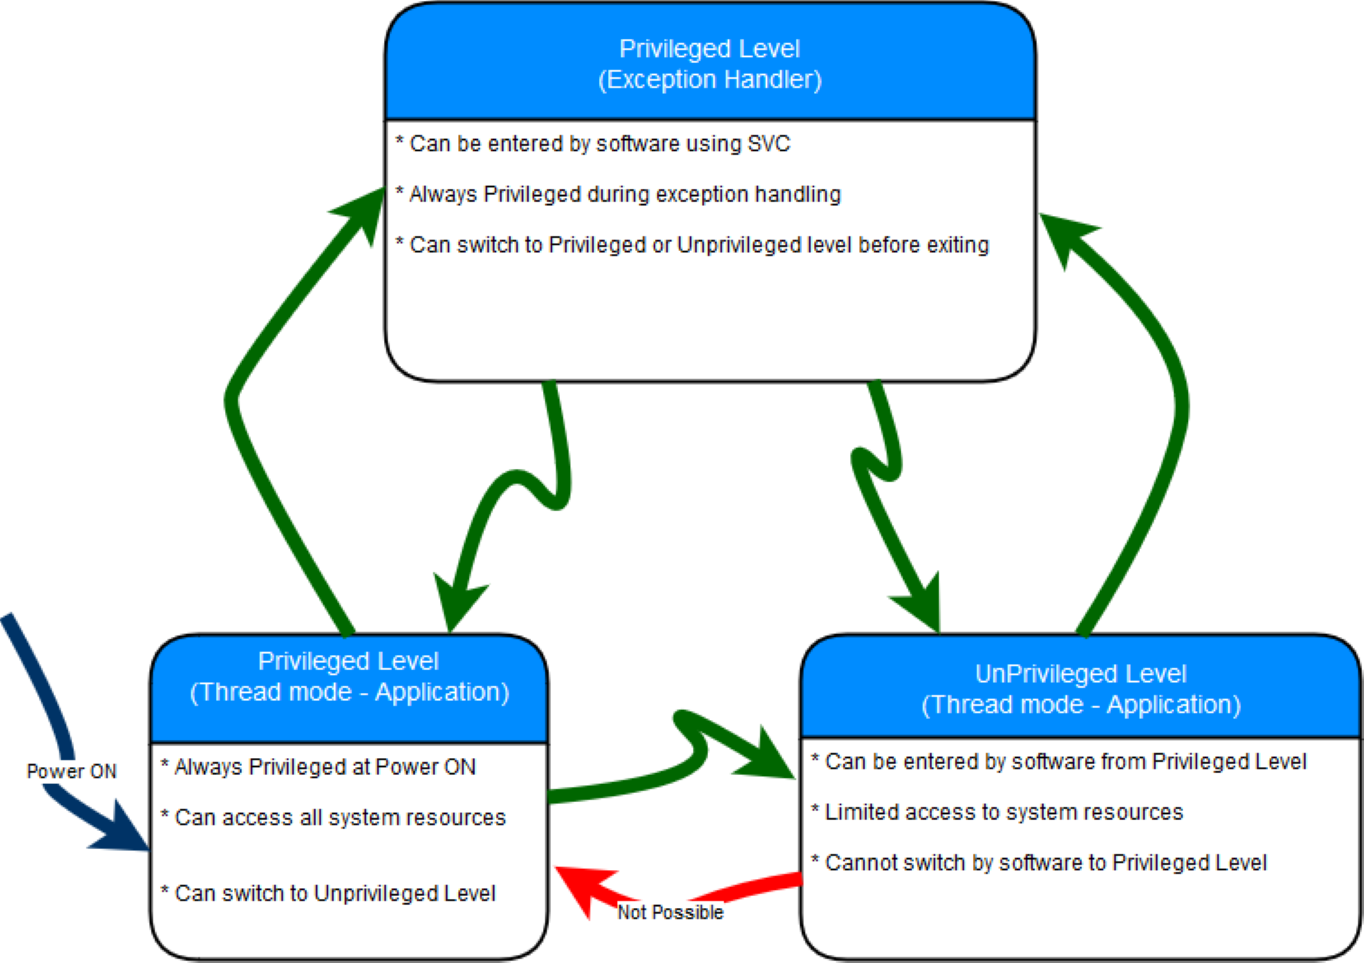 Privileged Level
(Exception Handler)
* Can be entered by software using SVC
* Always Privileged during exception handling
* Can switch to Privileged or Unprivileged level before exiting
Privileged Level
(Thread mode - Application)
* Always Privileged at Power ON
* Can access all system resources
* Can switch to Unprivileged Level
Power ON
UnPrivileged Level
(Thread mode - Application)
* Can be entered by software from Privileged Level
* Limited access to system resources
* Cannot switch by software to Privileged Level
Not Possible